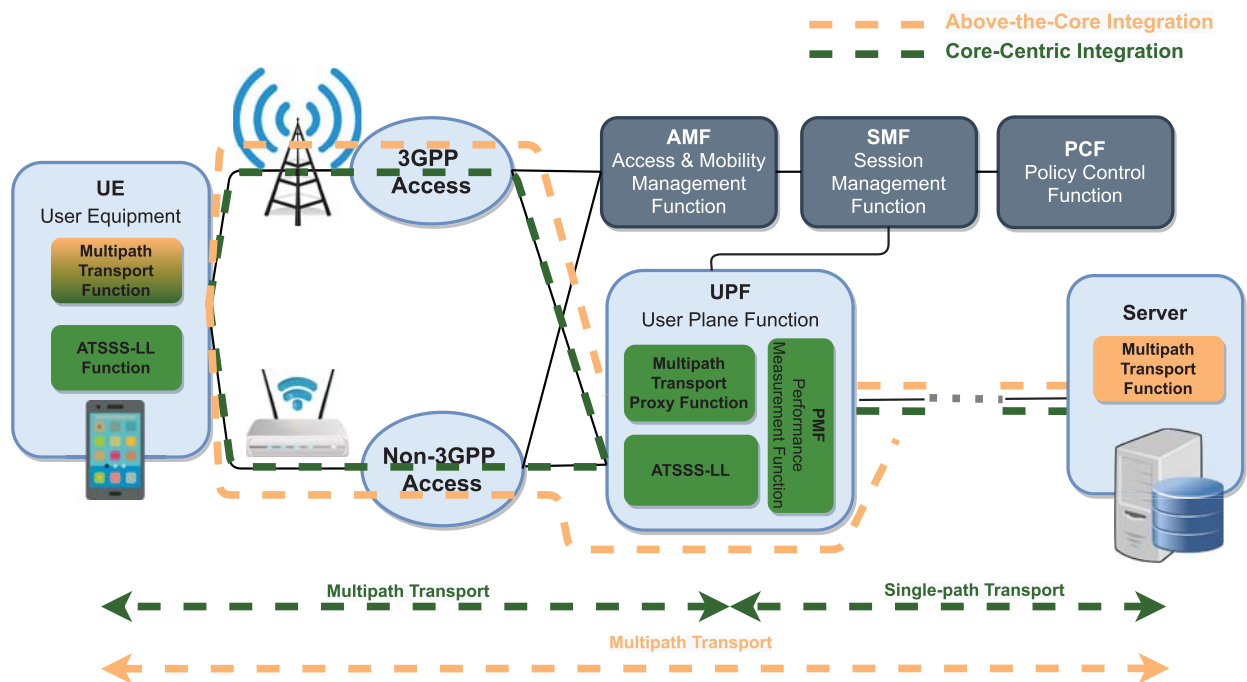 Above-the-Core Integration
Core-Centric Integration
UE
User Equipment
Multipath
Transport
Function
ATSSS-LL
Function
3GPP
Access
Non-3GPP
Access
AMF
Access & Mobility
Management
Function
SMF
Session
Management
Function
PCF
Policy Control
Function
UPF
User Plane Function
Multipath
Transport
Proxy Function
ATSSS-LL
PMF
Performance
Measurement Function
Server
Multipath
Transport
Function
Multipath Transport
Single-path Transport
Multipath Transport